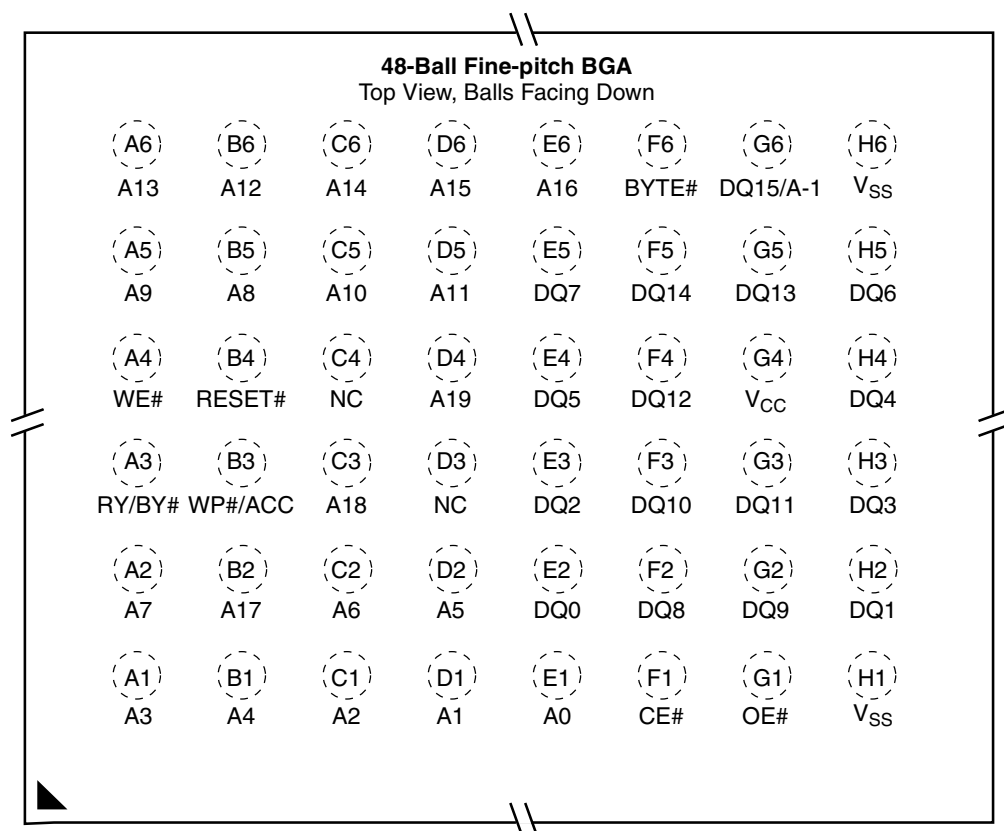 48-Ball Fine-pitch BGA
Top View, Balls Facing Down
A6 B6 C6 D6 E6 F6 G6 H6
A13 A12 A14 A15 A16 BYTE# DQ15/A-1 VSS
A5 B5 C5 D5 E5 F5 G5 H5
A9 A8 A10 A11 DQ7 DQ14 DQ13 DQ6
A4 B4 C4 D4 E4 F4 G4 H4
WE# RESET# NC A19 DQ5 DQ12 VCC DQ4
A3 B3 C3 D3 E3 F3 G3 H3
RY/BY# WP#/ACC A18 NC DQ2 DQ10 DQ11 DQ3
A2 B2 C2 D2 E2 F2 G2 H2
A7 A17 A6 A5 DQ0 DQ8 DQ9 DQ1
A1 B1 C1 D1 E1 F1 G1 H1
A3 A4 A2 A1 A0 CE# OE# VSS